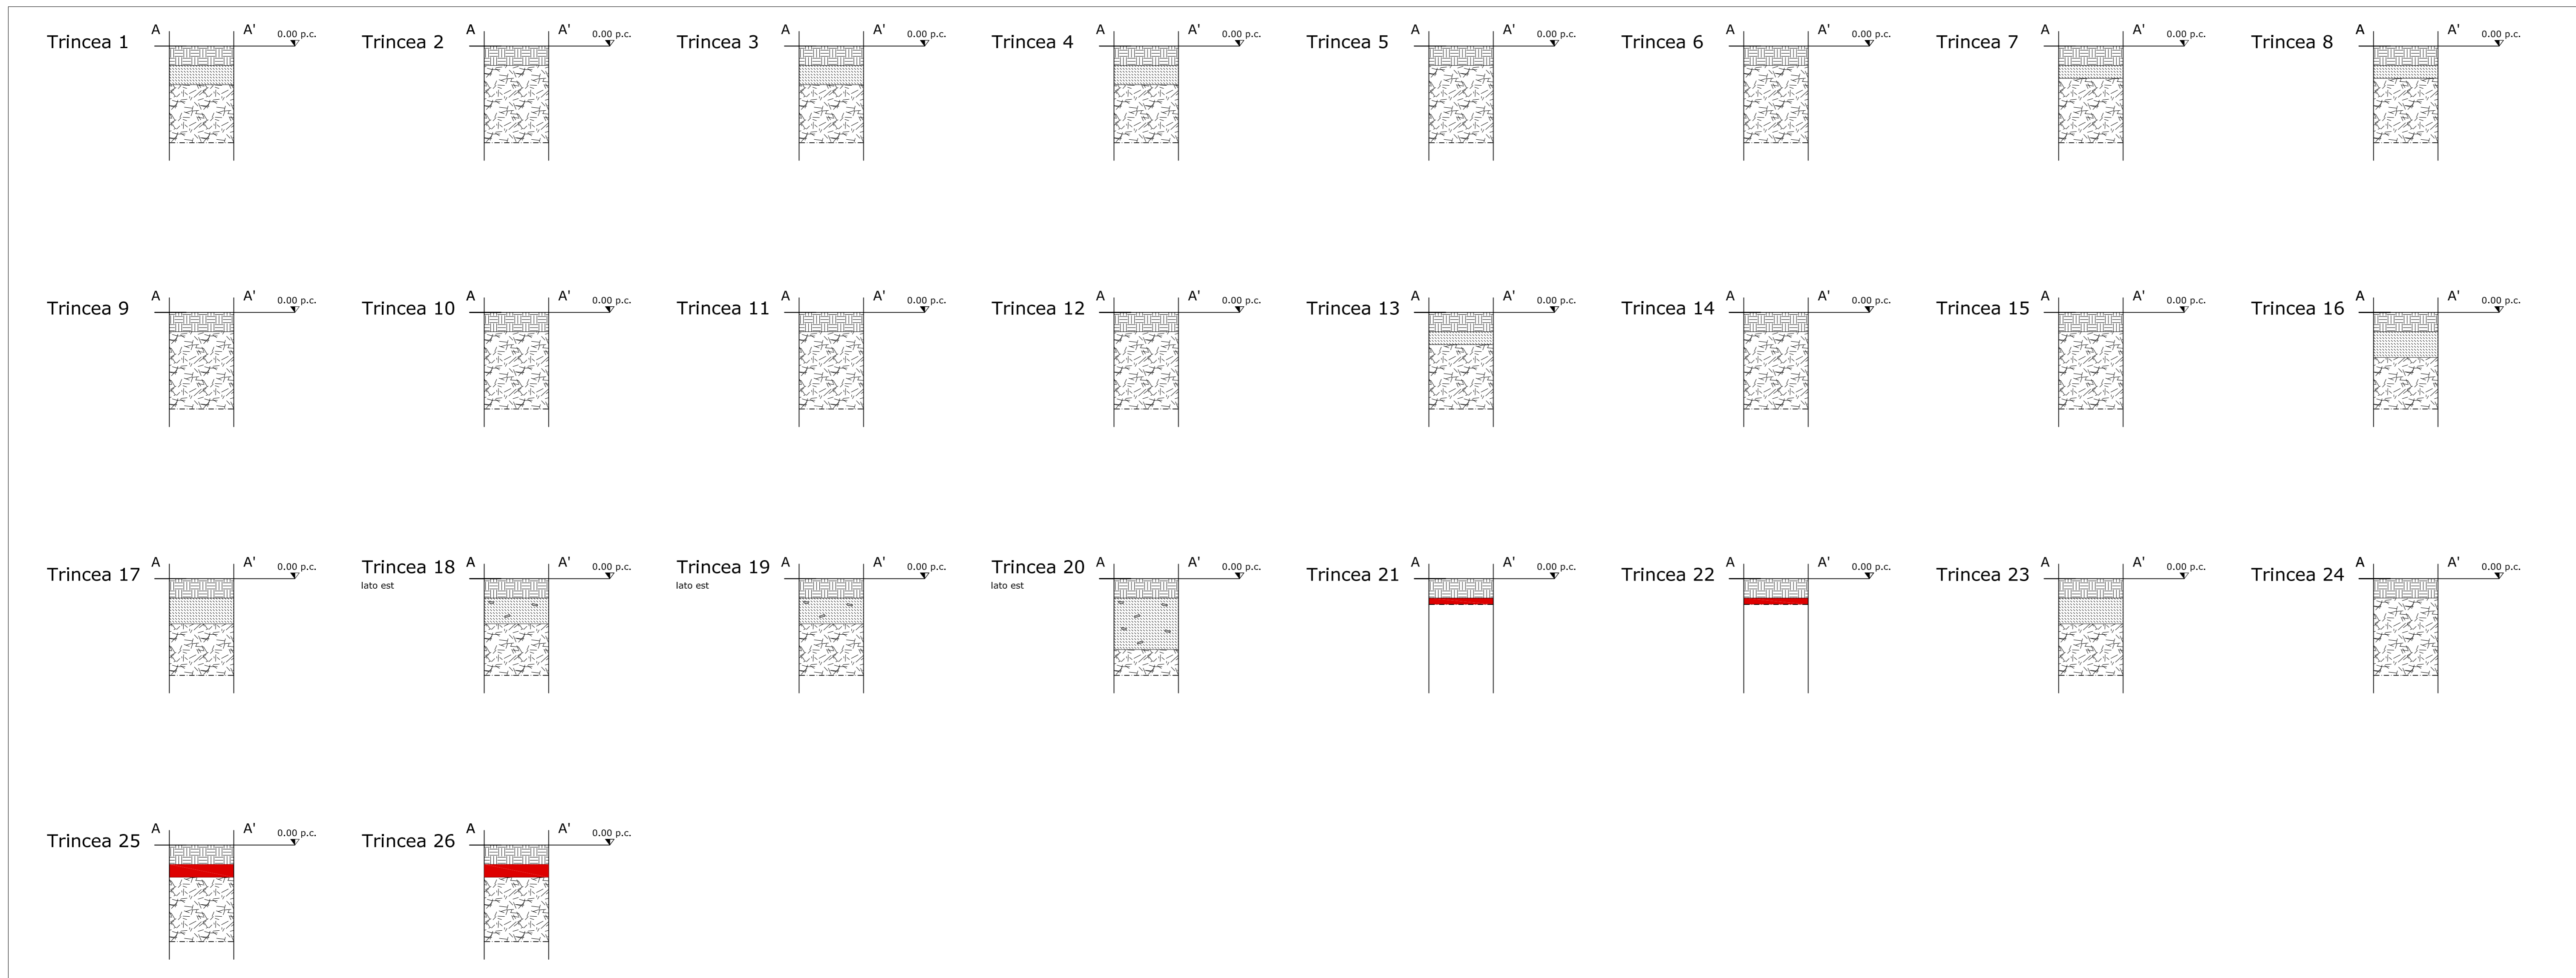 Trincea 1 A A' 0.00 p.c.
Trincea 2 A A' 0.00 p.c.
Trincea 3 A A' 0.00 p.c.
Trincea 4 A A' 0.00 p.c.
Trincea 5 A A' 0.00 p.c.
Trincea 6 A A' 0.00 p.c.
Trincea 7 A A' 0.00 p.c.
Trincea 8 A A' 0.00 p.c.
Trincea 9 A A' 0.00 p.c.
Trincea 10 A A' 0.00 p.c.
Trincea 11 A A' 0.00 p.c.
Trincea 12 A A' 0.00 p.c.
Trincea 13 A A' 0.00 p.c.
Trincea 14 A A' 0.00 p.c.
Trincea 15 A A' 0.00 p.c.
Trincea 16 A A' 0.00 p.c.
Trincea 17 A A' 0.00 p.c.
Trincea 18 A A' 0.00 p.c.
lato est
Trincea 19 A A' 0.00 p.c.
lato est
Trincea 20 A A' 0.00 p.c.
lato est
Trincea 21 A A' 0.00 p.c.
Trincea 22 A A' 0.00 p.c.
Trincea 23 A A' 0.00 p.c.
Trincea 24 A A' 0.00 p.c.
Trincea 25 A A' 0.00 p.c.
Trincea 26 A A' 0.00 p.c.